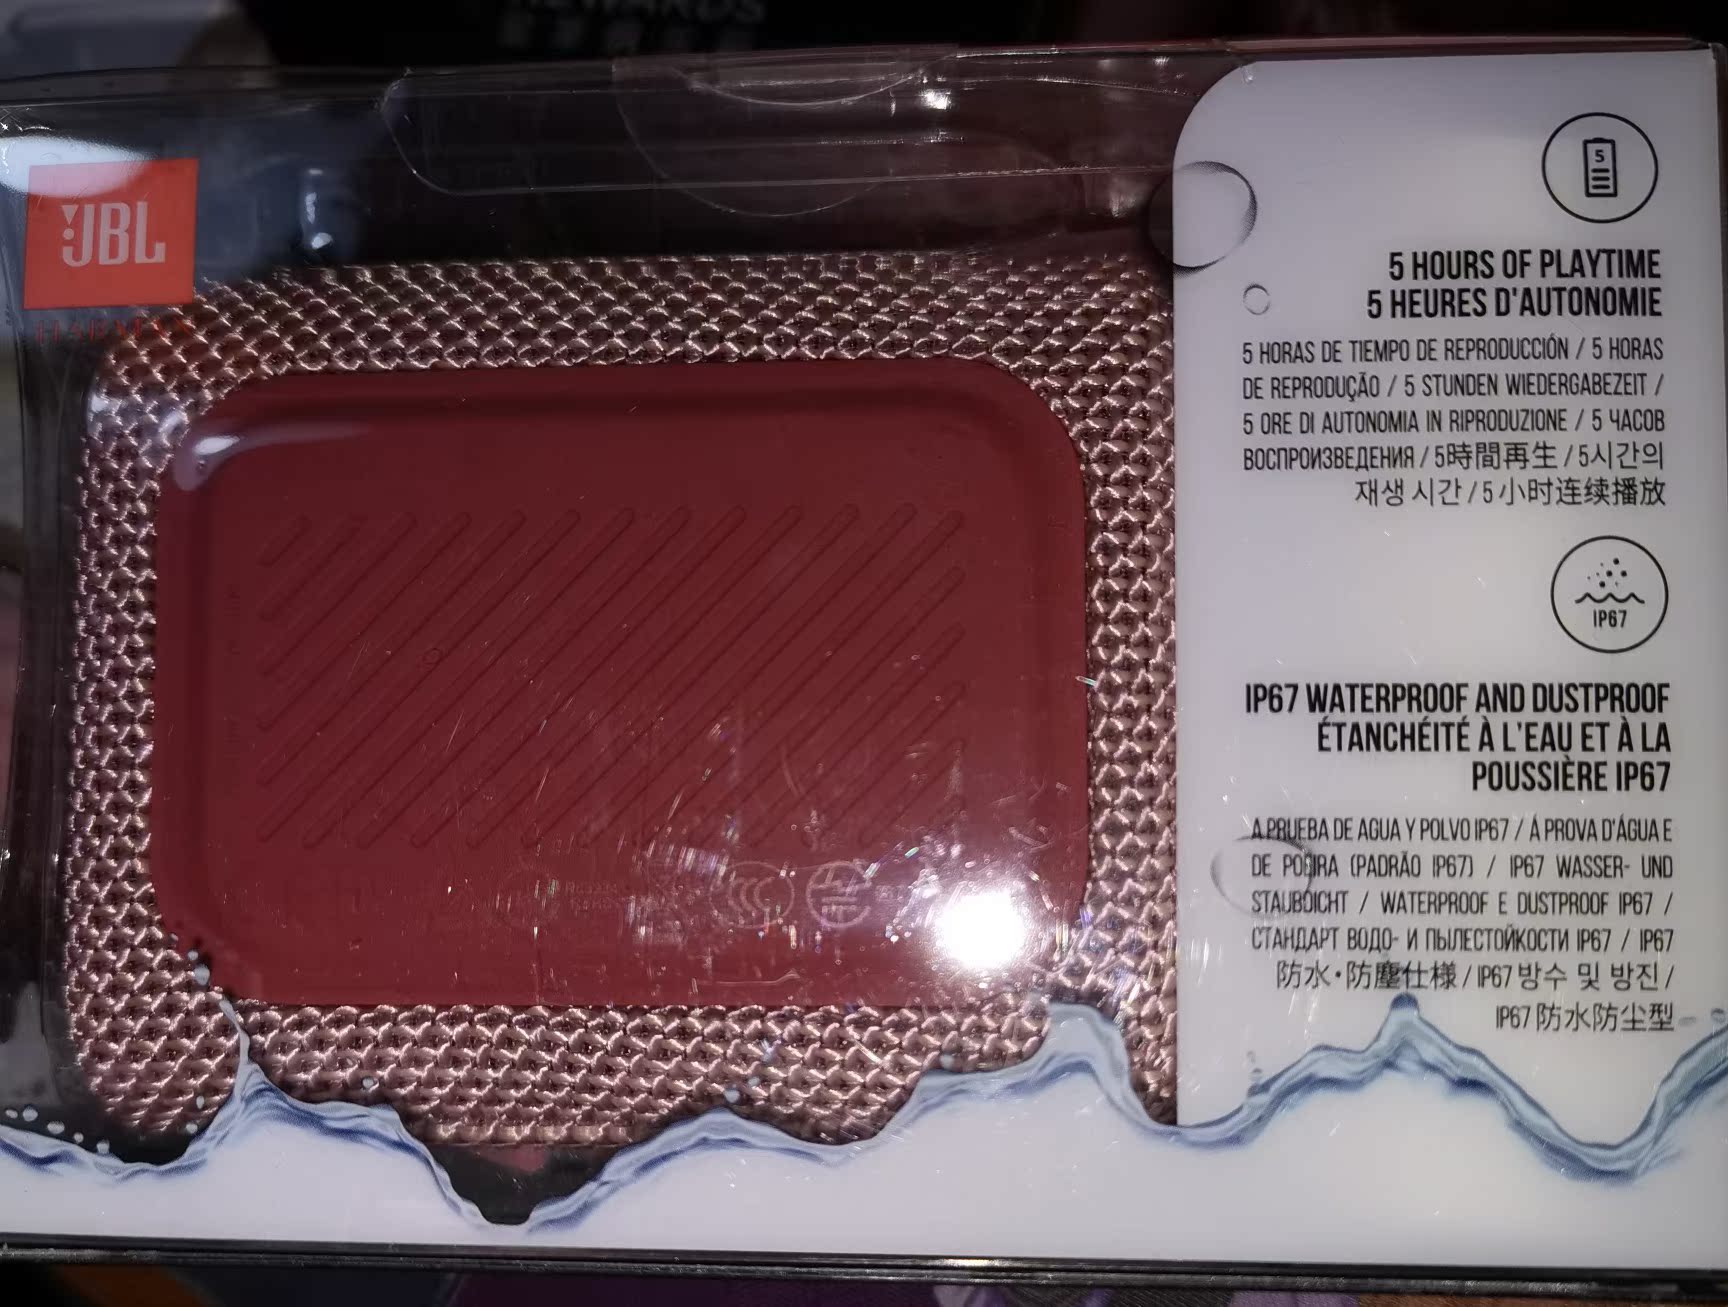 JBL
HARMAN
5
5 HOURS OF PLAYTIME
5 HEURES D'AUTONOMIE
5 HORAS DE TIEMPO DE REPRODUCCIÓN / 5 HORAS
DE REPRODUÇÃO / 5 STUNDEN WIEDERGABEZEIT /
5 ORE DI AUTONOMIA IN RIPRODUZIONE / 5 ЧАСОВ
ВОСПРОИЗВЕДЕНИЯ / 5時間再生 / 5시간의
재생 시간 / 5 小时连续播放
IP67
IP67 WATERPROOF AND DUSTPROOF
ÉTANCHÉITÉ À L'EAU ET À LA
POUSSIÈRE IP67
A PRUEBA DE AGUA Y POLVO IP67 / À PROVA D'ÁGUA E
DE POEIRA (PADRÃO IP67) / IP67 WASSER- UND
STAUBDICHT / WATERPROOF E DUSTPROOF IP67 /
СТАНДАРТ ВОДО- И ПЫЛЕСТОЙКОСТИ IP67 / IP67
防水・防塵仕様 / IP67 방수 및 방진 /
IP67 防水防尘型